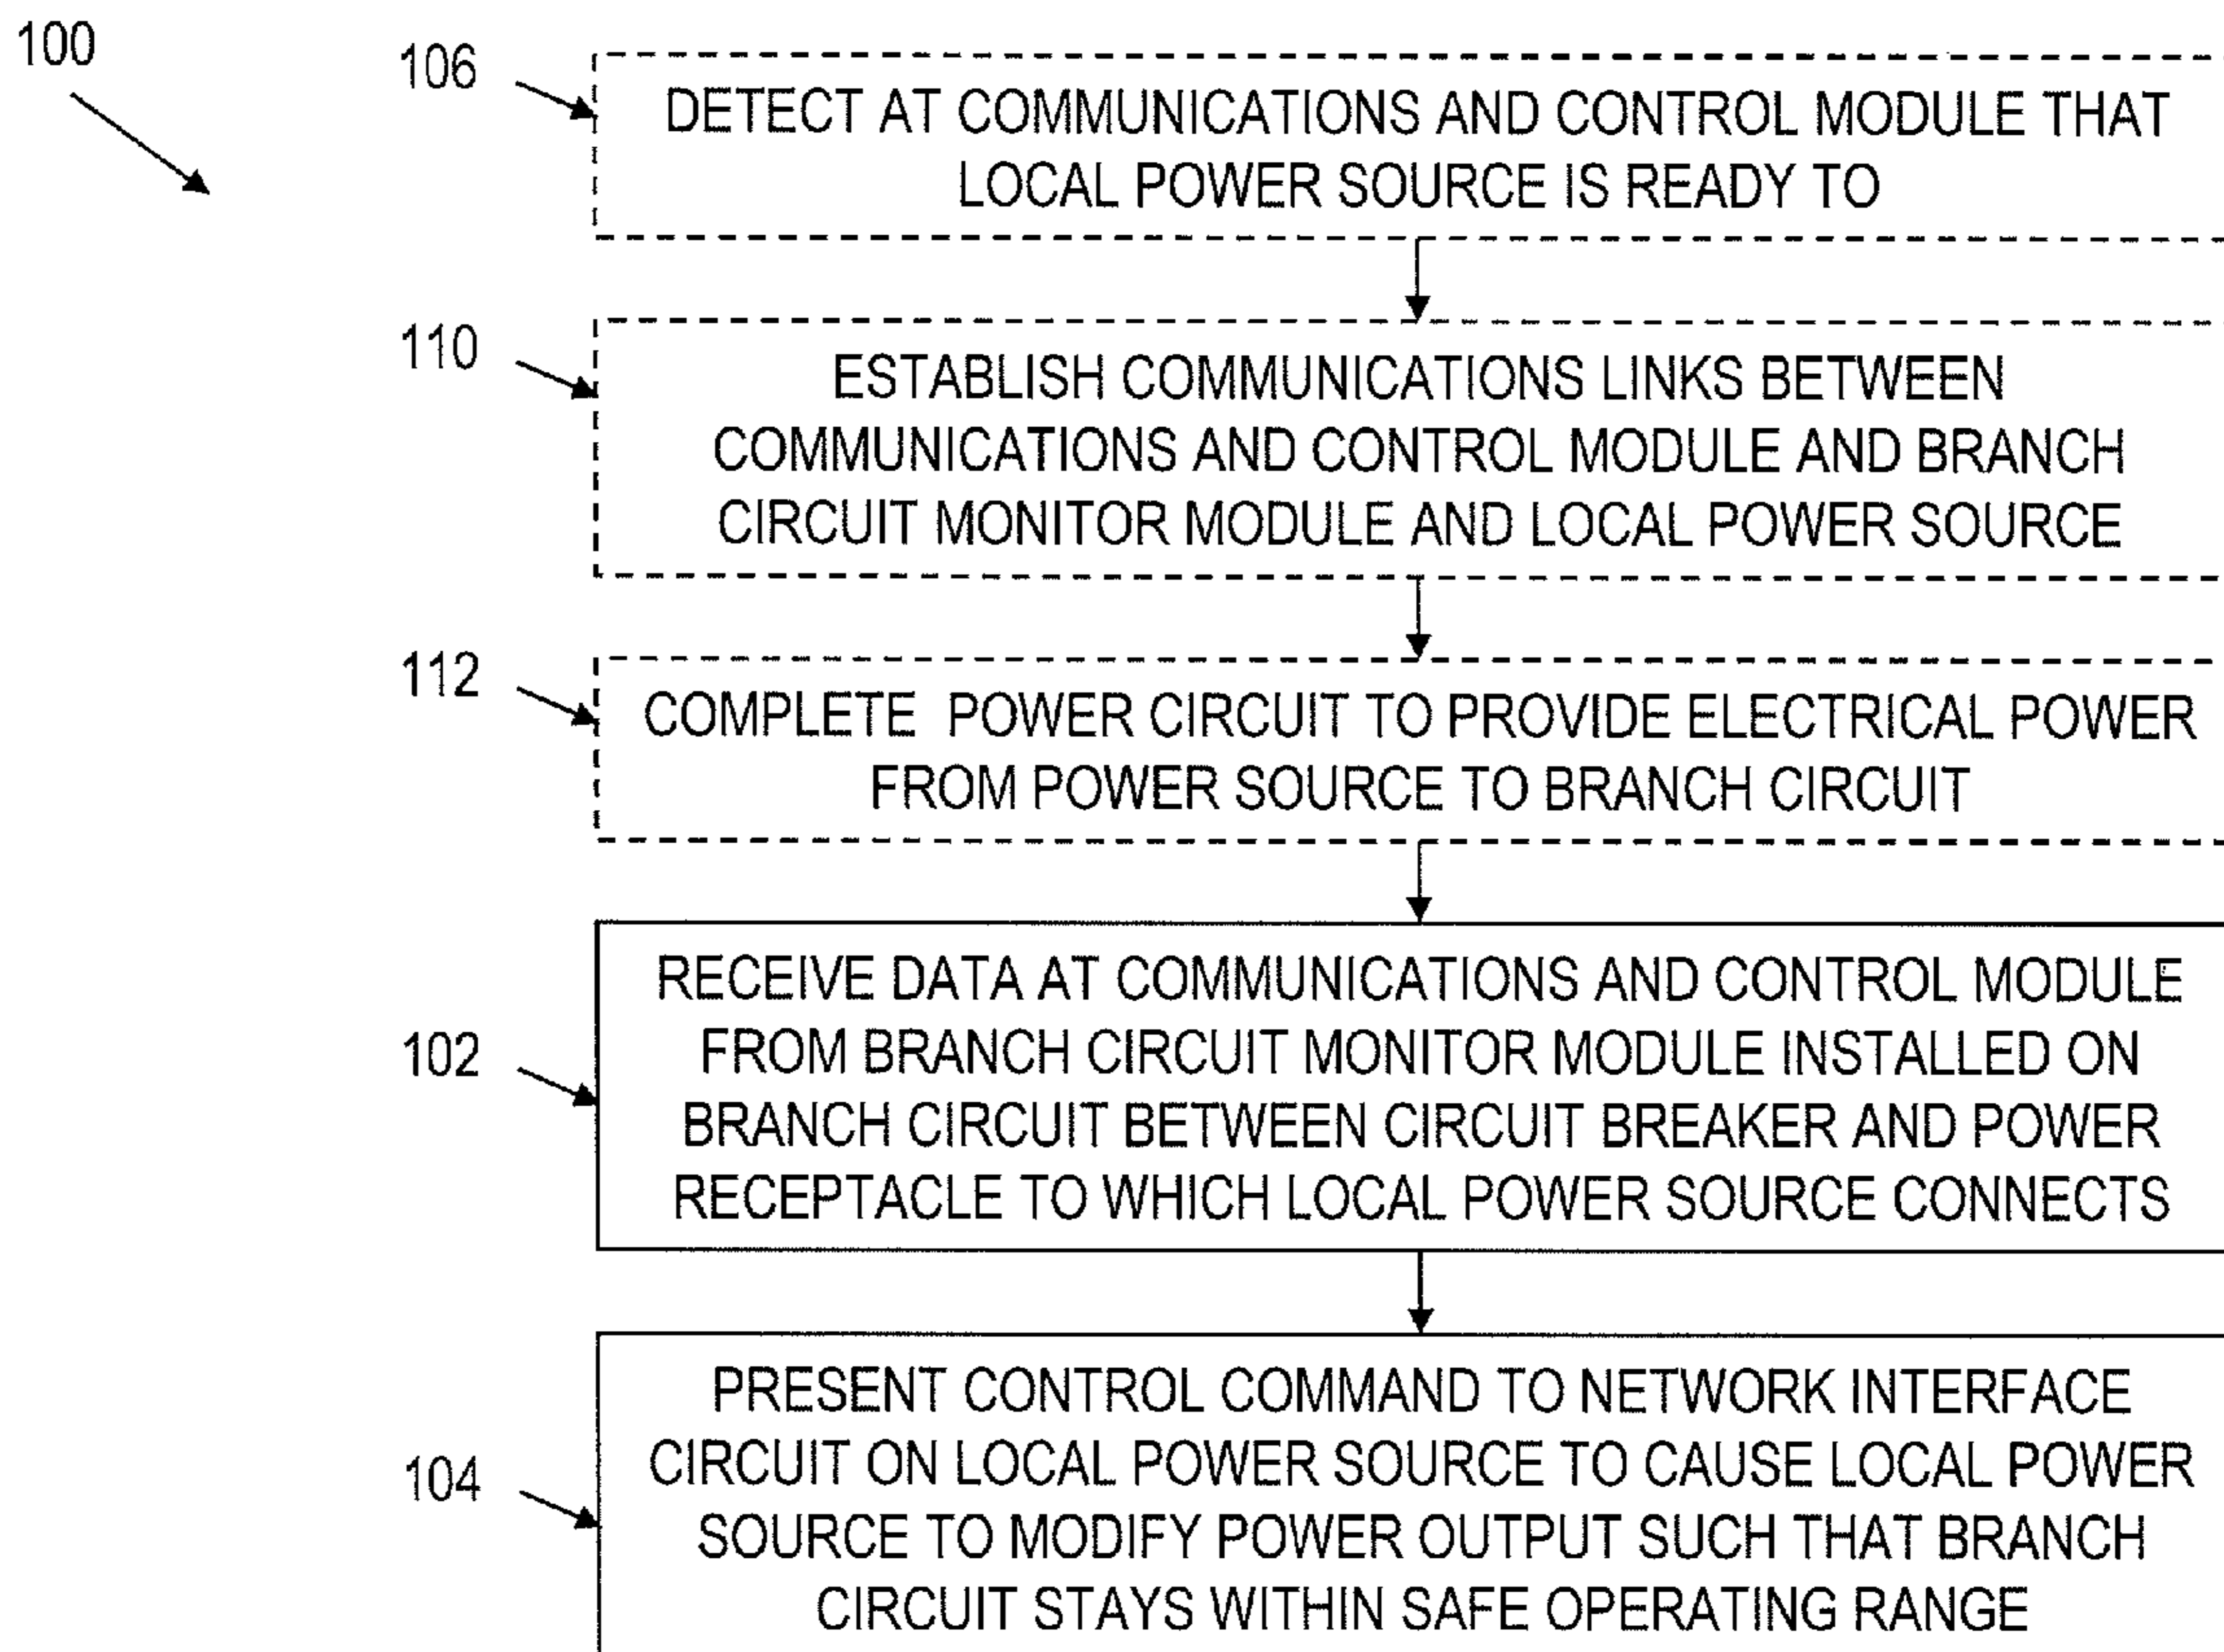 100
106
DETECT AT COMMUNICATIONS AND CONTROL MODULE THAT
LOCAL POWER SOURCE IS READY TO
110
ESTABLISH COMMUNICATIONS LINKS BETWEEN
COMMUNICATIONS AND CONTROL MODULE AND BRANCH
CIRCUIT MONITOR MODULE AND LOCAL POWER SOURCE
112
COMPLETE POWER CIRCUIT TO PROVIDE ELECTRICAL POWER
FROM POWER SOURCE TO BRANCH CIRCUIT
102
RECEIVE DATA AT COMMUNICATIONS AND CONTROL MODULE
FROM BRANCH CIRCUIT MONITOR MODULE INSTALLED ON
BRANCH CIRCUIT BETWEEN CIRCUIT BREAKER AND POWER
RECEPTACLE TO WHICH LOCAL POWER SOURCE CONNECTS
104
PRESENT CONTROL COMMAND TO NETWORK INTERFACE
CIRCUIT ON LOCAL POWER SOURCE TO CAUSE LOCAL POWER
SOURCE TO MODIFY POWER OUTPUT SUCH THAT BRANCH
CIRCUIT STAYS WITHIN SAFE OPERATING RANGE